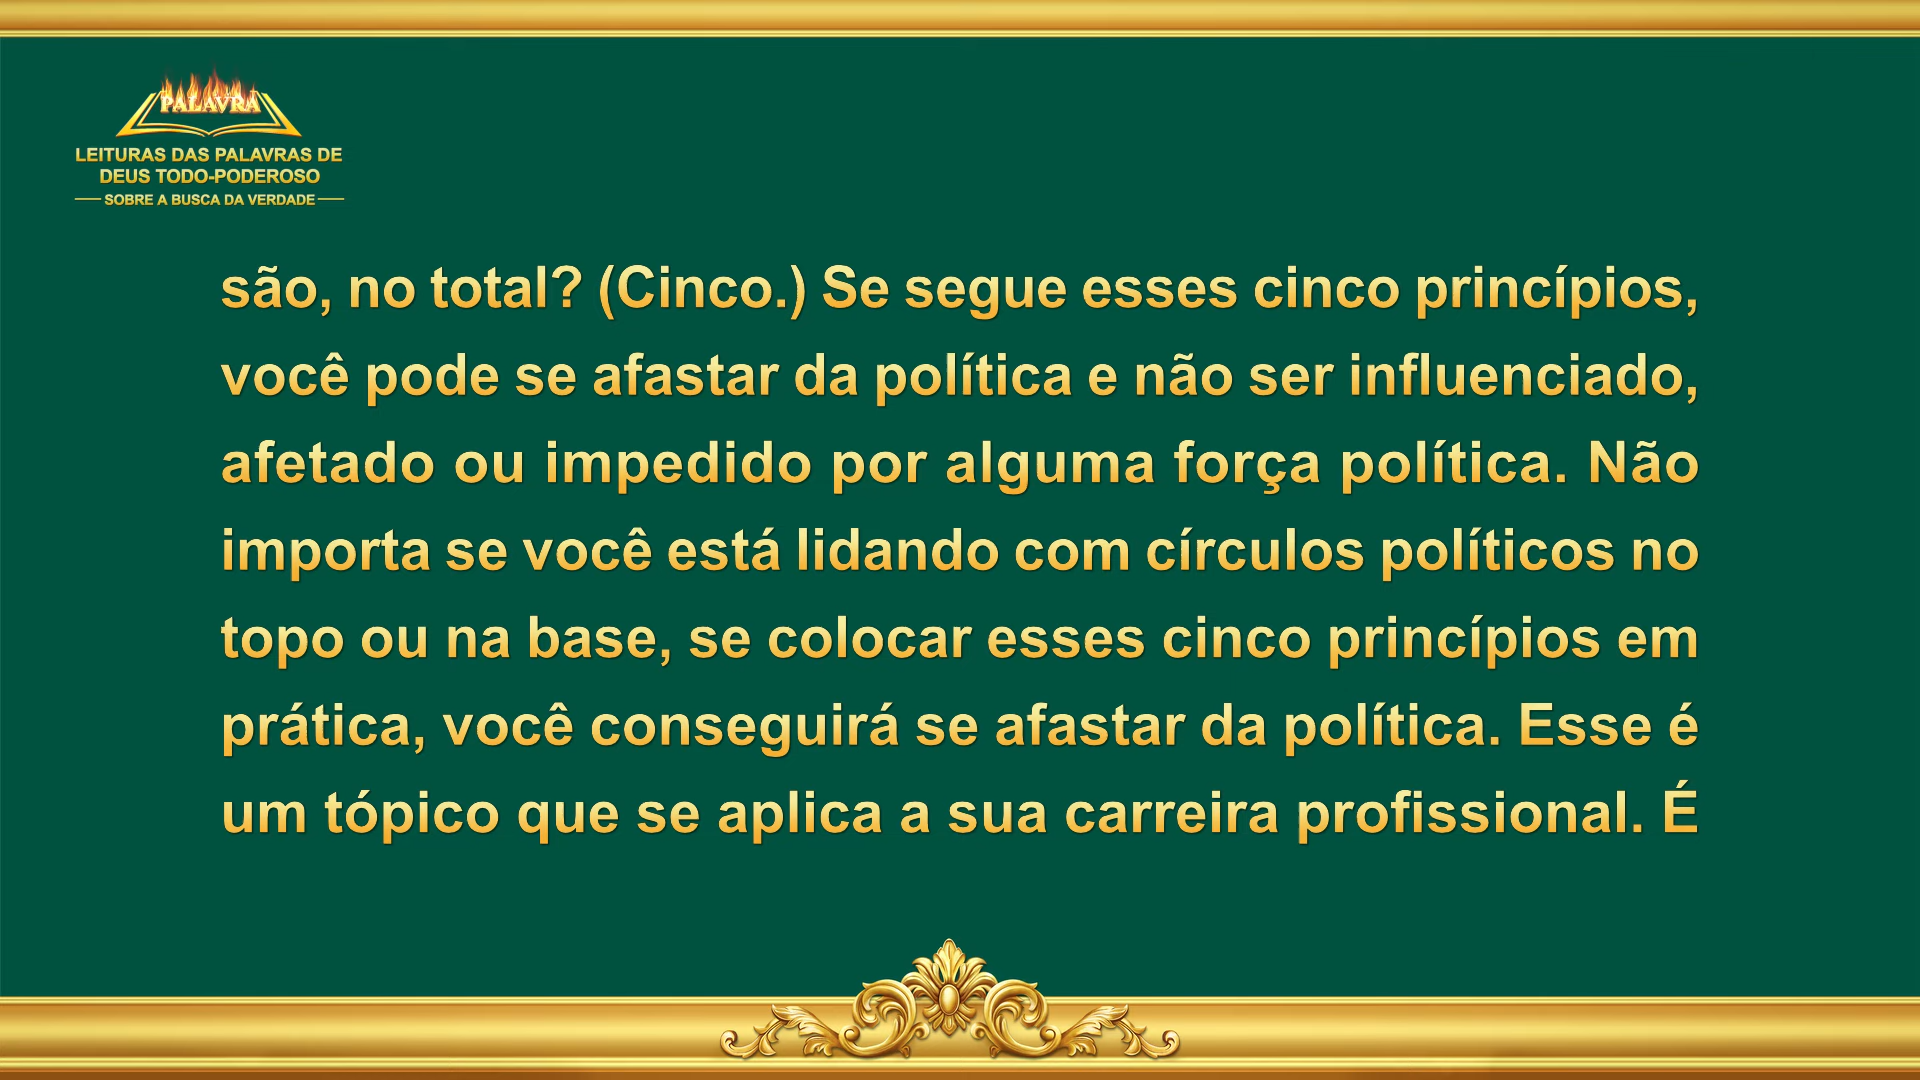 PALAVRA
LEITURAS DAS PALAVRAS DE
DEUS TODO-PODEROSO
SOBRE A BUSCA DA VERDADE
são, no total? (Cinco.) Se segue esses cinco princípios,
você pode se afastar da política e não ser influenciado,
afetado ou impedido por alguma força política. Não
importa se você está lidando com círculos políticos no
topo ou na base, se colocar esses cinco princípios em
prática, você conseguirá se afastar da política. Esse é
um tópico que se aplica a sua carreira profissional. É